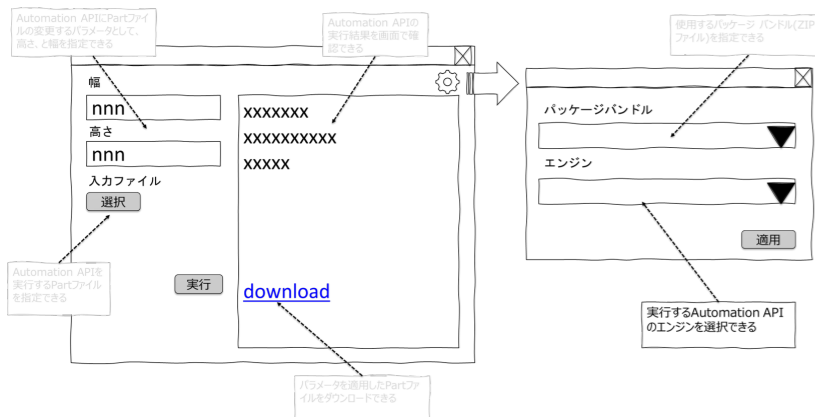 Automation APIにPartファイ
ルの変更するパラメータとして、
高さ、と幅を指定できる
Automation APIの
実行結果を画面で確
認できる
使用するパッケージ バンドル(ZIP
ファイル)を指定できる
幅
nnn
高さ
nnn
入力ファイル
選択
xxxxxxx
xxxxxxxxxx
xxxxx
パッケージバンドル
エンジン
適用
Automation APIを
実行するPartファイル
を指定できる
実行
download
実行するAutomation API
のエンジンを選択できる
パラメータを適用したPartファ
イルをダウンロードできる